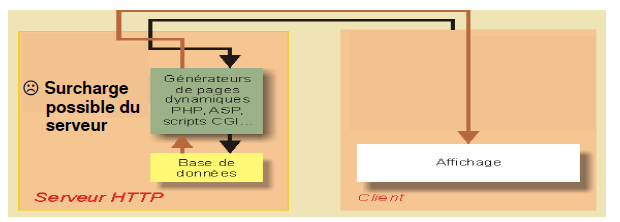 ☹ Surcharge
possible du
serveur
Générateurs
de pages
dynamiques
PHP, ASP,
scripts CGI...
Base de
données
Serveur HTTP
Affichage
Client